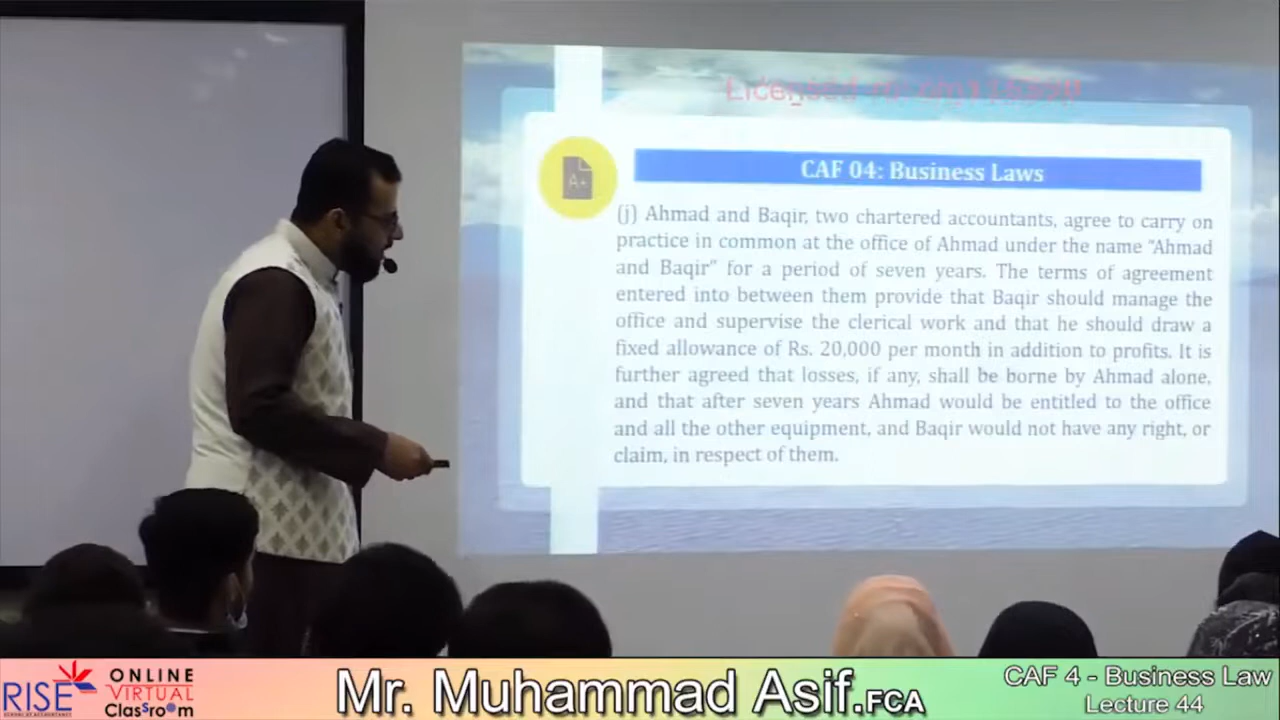 CAF 04: Business Laws
A+
(j) Ahmad and Baqir, two chartered accountants, agree to carry on
practice in common at the office of Ahmad under the name “Ahmad
and Baqir” for a period of seven years. The terms of agreement
entered into between them provide that Baqir should manage the
office and supervise the clerical work and that he should draw a
fixed allowance of Rs. 20,000 per month in addition to profits. It is
further agreed that losses, if any, shall be borne by Ahmad alone,
and that after seven years Ahmad would be entitled to the office
and all the other equipment, and Baqir would not have any right, or
claim, in respect of them.
RISE
ONLINE
VIRTUAL
ClaSsroom
Mr. Muhammad Asif.FCA
CAF 4 - Business Law
Lecture 44